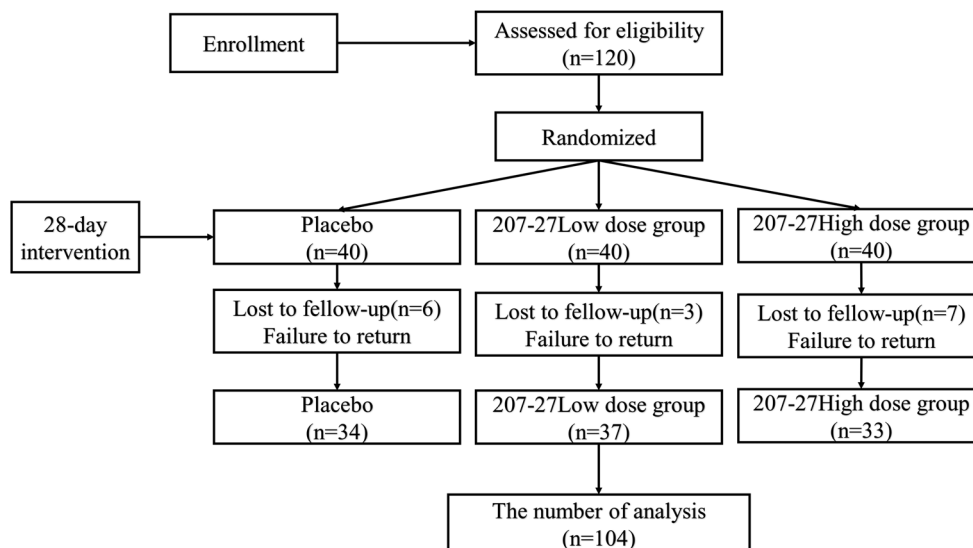 Enrollment
Assessed for eligibility
(n=120)
Randomized
28-day
intervention
Placebo
(n=40)
207-27Low dose group
(n=40)
207-27High dose group
(n=40)
Lost to fellow-up(n=6)
Failure to return
Lost to fellow-up(n=3)
Failure to return
Lost to fellow-up(n=7)
Failure to return
Placebo
(n=34)
207-27Low dose group
(n=37)
207-27High dose group
(n=33)
The number of analysis
(n=104)